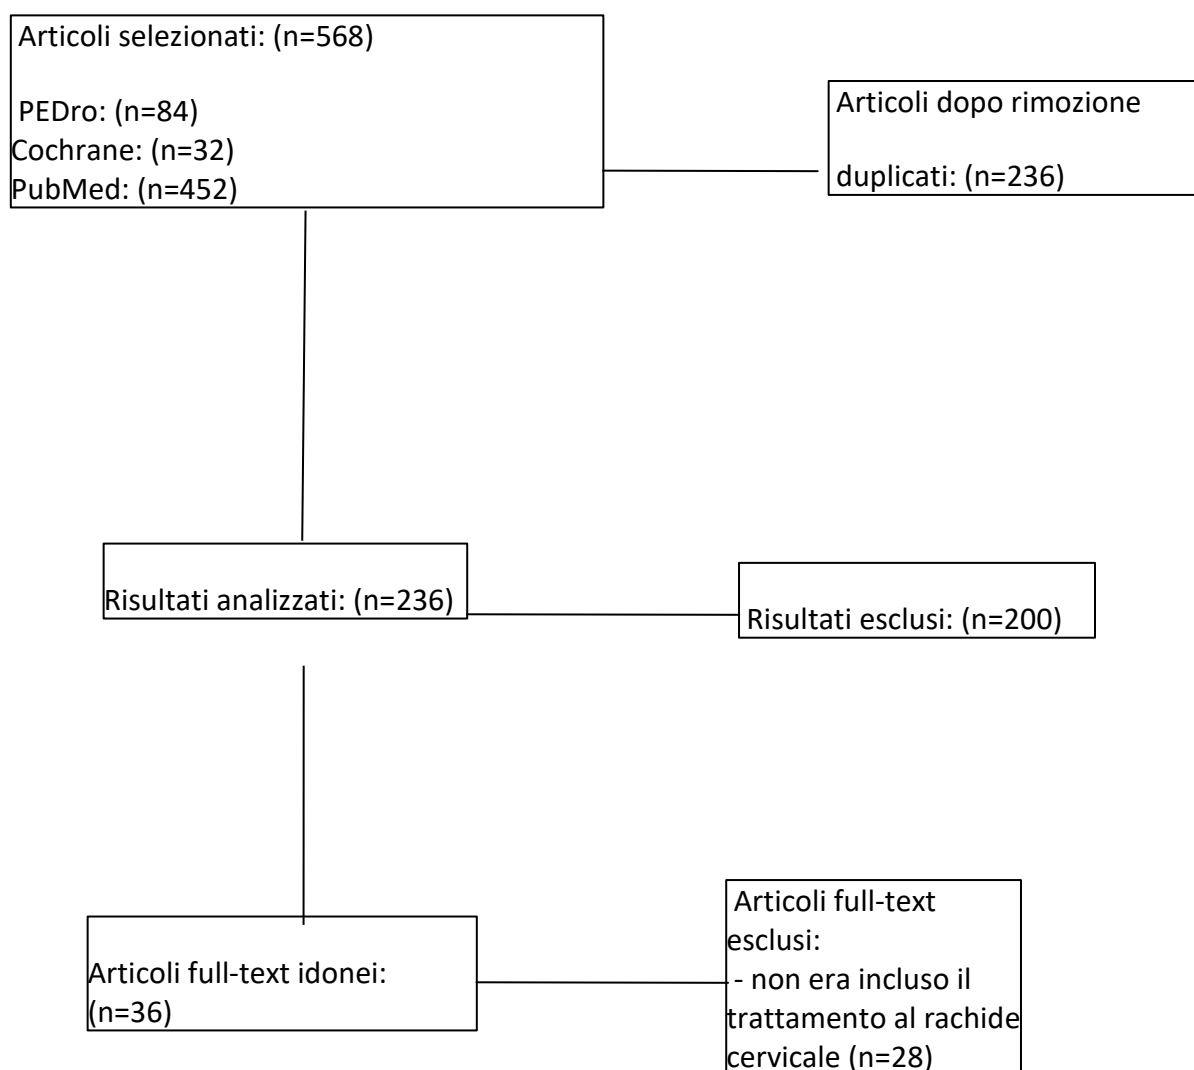 Articoli selezionati: (n=568)
PEDro: (n=84)
Cochrane: (n=32)
PubMed: (n=452)
Articoli dopo rimozione
duplicati: (n=236)
Risultati analizzati: (n=236)
Risultati esclusi: (n=200)
Articoli full-text idonei:
(n=36)
Articoli full-text
esclusi:
- non era incluso il
trattamento al rachide
cervicale (n=28)